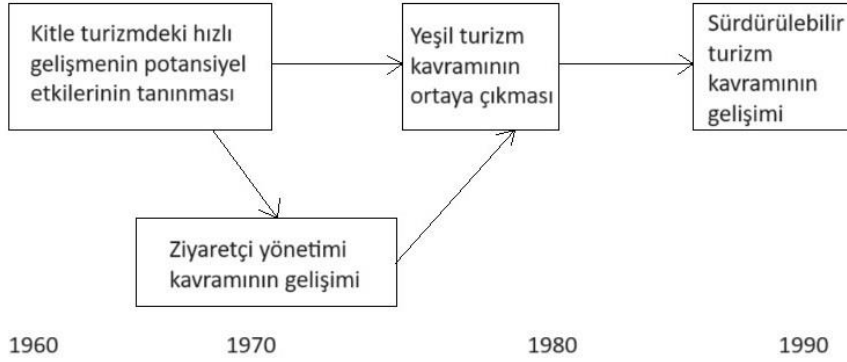 Kitle turizmdeki hızlı
gelişmenin potansiyel
etkilerinin tanınması
Yeşil turizm
kavramının
ortaya çıkması
Sürdürülebilir
turizm
kavramının
gelişimi
Ziyaretçi yönetimi
kavramının gelişimi
1960
1970
1980
1990